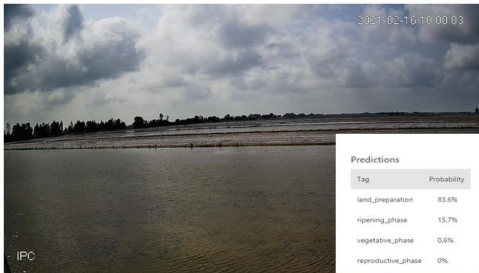 2021-02-16 10:00:03
Predictions
Tag Probability
land_preparation 83.6%
ripening_phase 15.7%
vegetative_phase 0.6%
reproductive_phase 0%
IPC